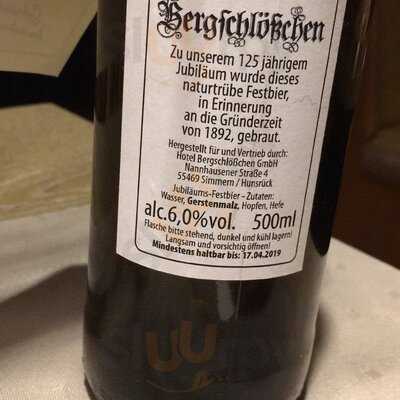 Bergschlößchen
Zu unserem 125 jährigem
Jubiläum wurde dieses
naturtrübe Festbier,
in Erinnerung
an die Gründerzeit
von 1892, gebraut.
Hergestellt für und Vertrieb durch:
Hotel Bergschlößchen GmbH
Nannhausener Straße 4
55469 Simmern / Hunsrück
Jubiläums-Festbier - Zutaten:
Wasser, Gerstenmalz, Hopfen, Hefe
alc.6,0%vol. 500ml
Flasche bitte stehend, dunkel und kühl lagern!
Langsam und vorsichtig öffnen!
Mindestens haltbar bis: 17.04.2019